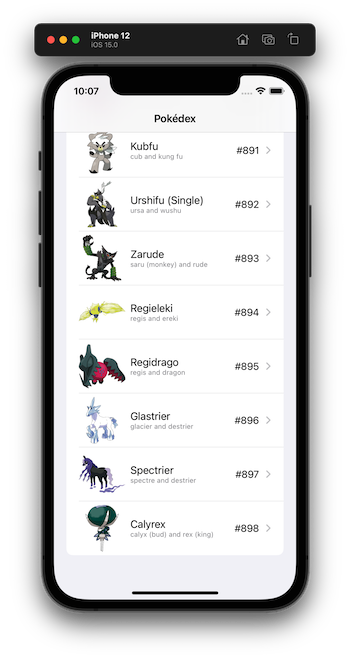 iPhone 12
iOS 15.0
10:07
Pokédex
Kubfu
#891
cub and kung fu
Urshifu (Single)
#892
ursa and wushu
Zarude
#893
saru (monkey) and rude
Regieleki
#894
regis and ereki
Regidrago
#895
regis and dragon
Glastrier
#896
glacier and destrier
Spectrier
#897
spectre and destrier
Calyrex
#898
calyx (bud) and rex (king)